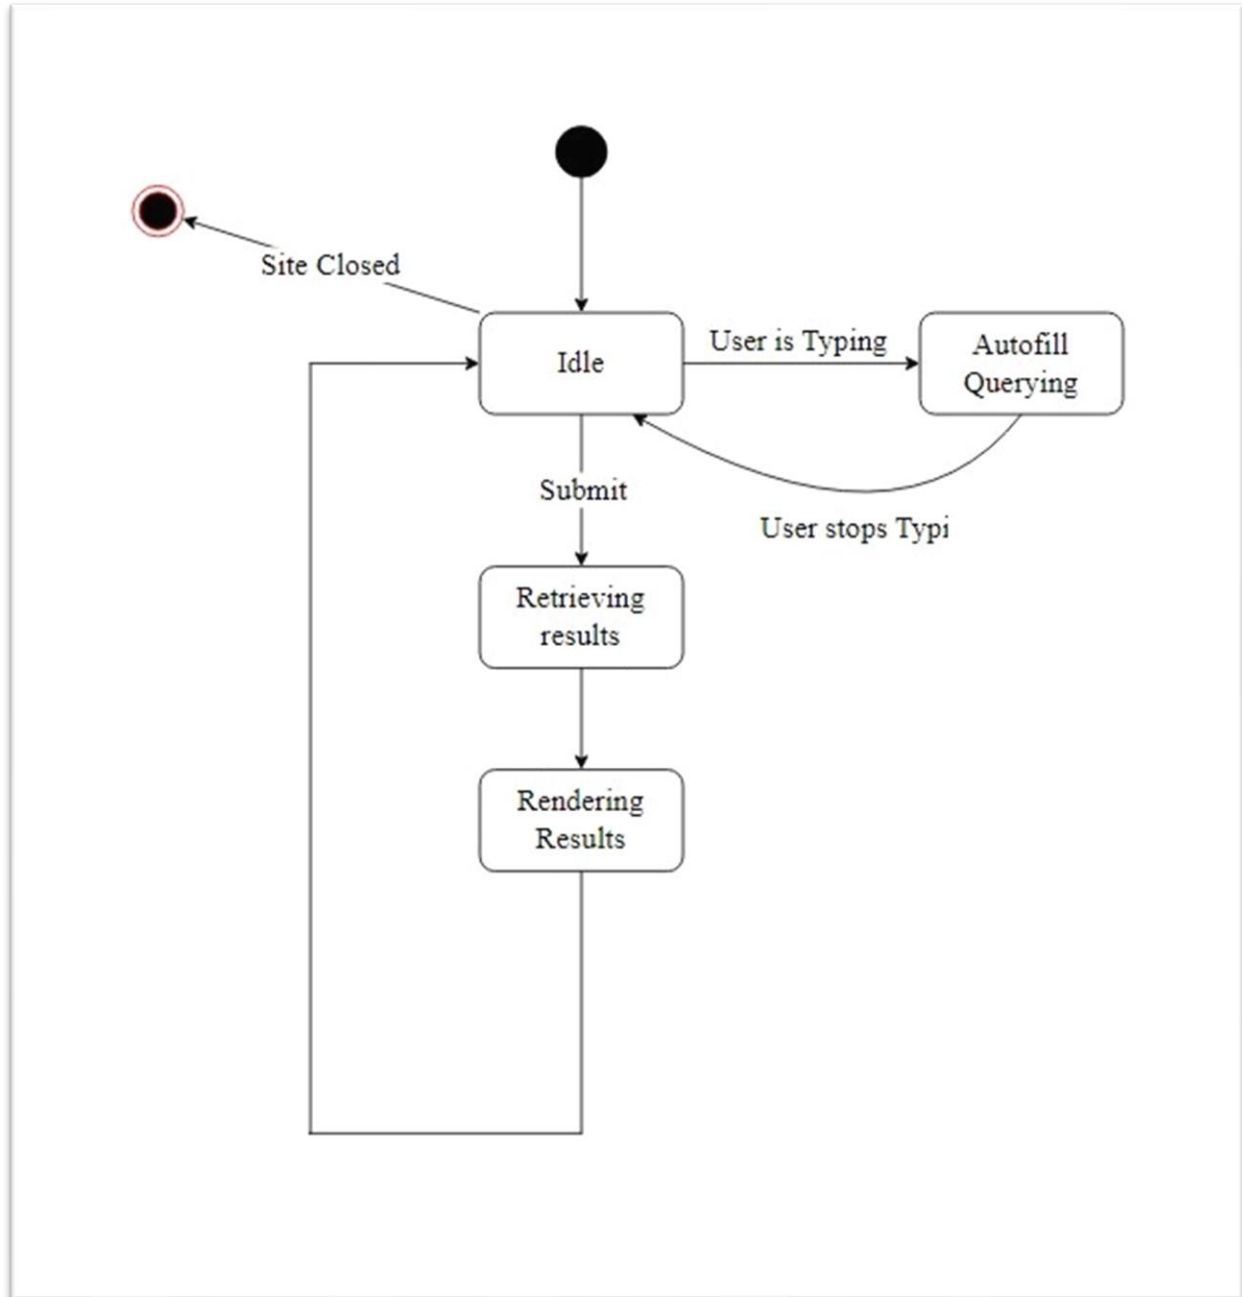 Site Closed
Idle
User is Typing
Autofill
Querying
Submit
User stops Typi
Retrieving
results
Rendering
Results